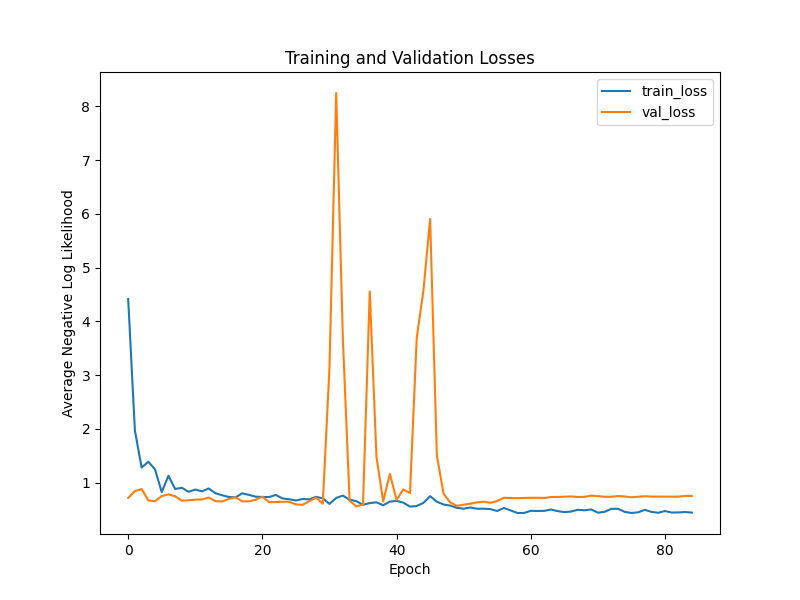 Training and Validation Losses
train_loss
val_loss
Average Negative Log Likelihood
8
7
6
5
4
3
2
1
0
20
40
60
80
Epoch